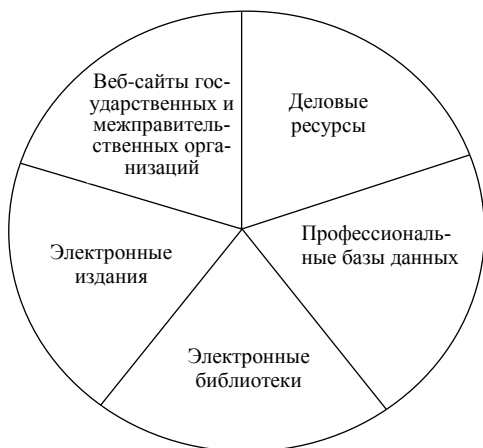 Веб-сайты гос-
ударственных и
межправитель-
ственных орга-
низаций
Деловые
ресурсы
Профессиональ-
ные базы данных
Электронные
издания
Электронные
библиотеки